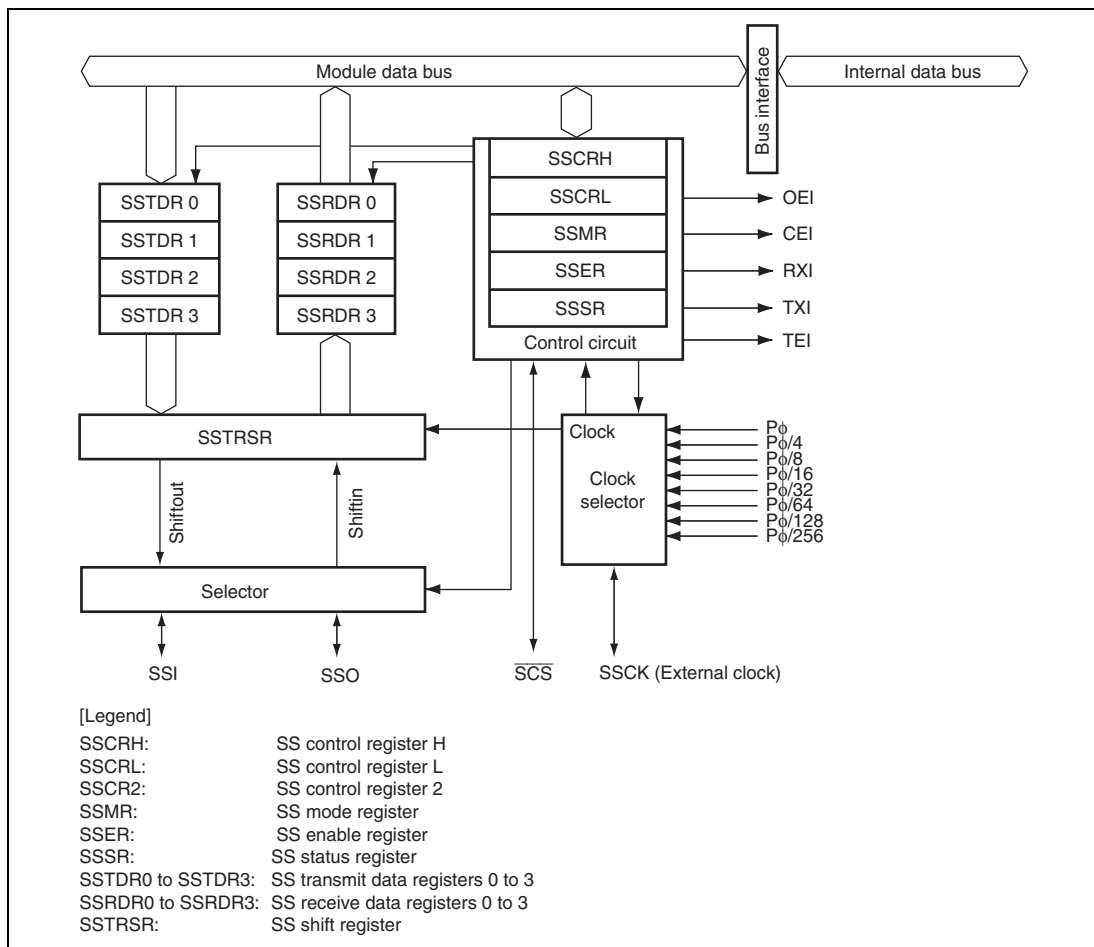 Module data bus
Bus interface
Internal data bus
SSTDR 0
SSTDR 1
SSTDR 2
SSTDR 3
SSRDR 0
SSRDR 1
SSRDR 2
SSRDR 3
SSCRH
SSCRL
SSMR
SSER
SSSR
Control circuit
OEI
CEI
RXI
TXI
TEI
SSTRSR
Clock
Clock
selector
Pϕ
Pϕ/4
Pϕ/8
Pϕ/16
Pϕ/32
Pϕ/64
Pϕ/128
Pϕ/256
Shiftout
Shiftin
Selector
SSI
SSO
SCS
SSCK (External clock)
[Legend]
SSCRH: SS control register H
SSCRL: SS control register L
SSCR2: SS control register 2
SSMR: SS mode register
SSER: SS enable register
SSSR: SS status register
SSTDR0 to SSTDR3: SS transmit data registers 0 to 3
SSRDR0 to SSRDR3: SS receive data registers 0 to 3
SSTRSR: SS shift register